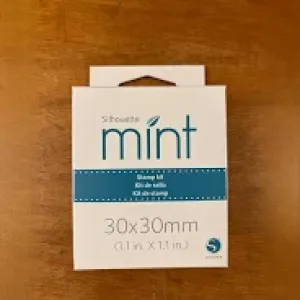 Silhouette
mint
Stamp kit
Kit de sello
Kit de stamp
30x30mm
(1.1 in. X 1.1 in.)